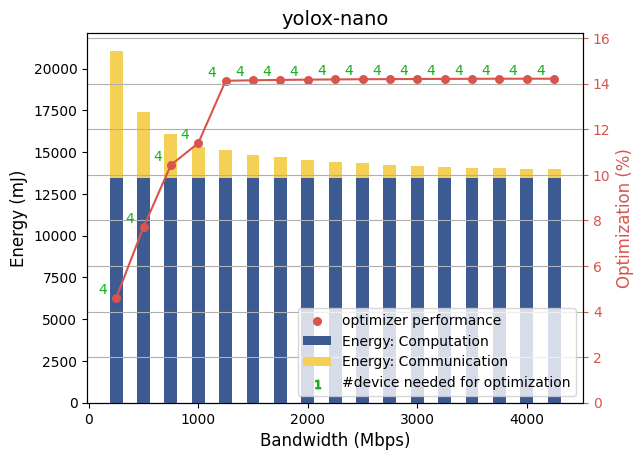 yolox-nano
Energy (mJ)
20000
17500
15000
12500
10000
7500
5000
2500
0
4 4 4 4 4 4 4 4 4 4 4 4 4 4 4 4 4
optimizer performance
Energy: Computation
Energy: Communication
1 #device needed for optimization
16
14
12
10
8
6
4
2
0
Optimization (%)
0 1000 2000 3000 4000
Bandwidth (Mbps)